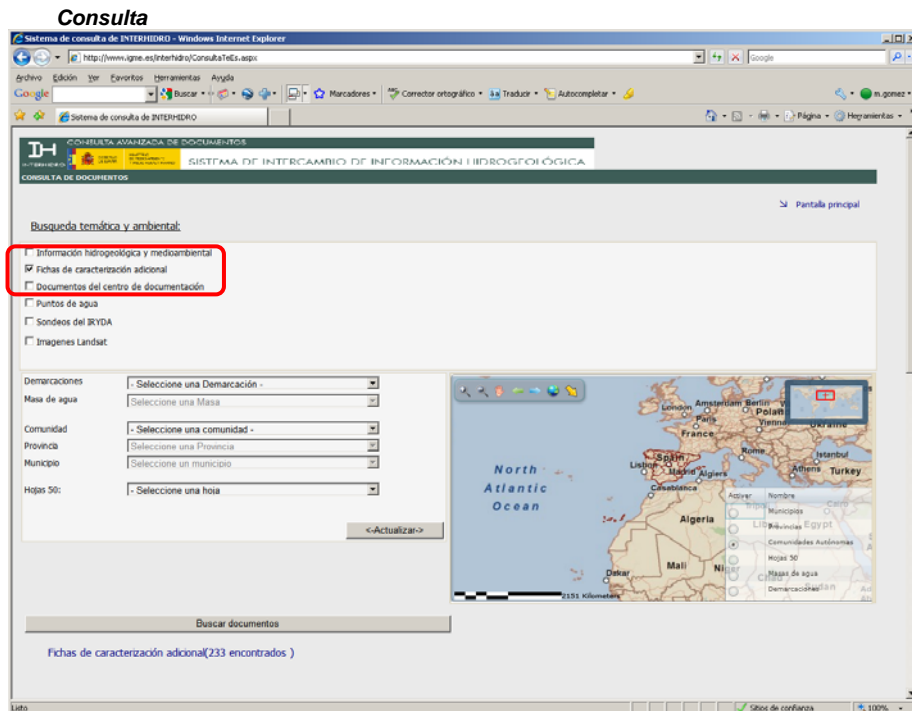 Consulta
Sistema de consulta de INTERHIDRO - Windows Internet Explorer
http://www.igme.es/interhidro/ConsultaTeEs.aspx
Google
Archivo Edición Ver Favoritos Herramientas Ayuda
Google Buscar Marcadores Corrector ortográfico Traducir Autocompletar m.gomez
Sistema de consulta de INTERHIDRO Página Herramientas
CONSULTA AVANZADA DE DOCUMENTOS
IH
INTERHIDRO
SISTEMA DE INTERCAMBIO DE INFORMACIÓN HIDROGEOLÓGICA
CONSULTA DE DOCUMENTOS
Pantalla principal
Busqueda temática y ambiental:
Información hidrogeológica y medioambiental
Fichas de caracterización adicional
Documentos del centro de documentación
Puntos de agua
Sondeos del IRYDA
Imagenes Landsat
Demarcaciones - Seleccione una Demarcación -
Masa de agua Seleccione una Masa
Comunidad - Seleccione una comunidad -
Provincia Seleccione una Provincia
Municipio Seleccione un municipio
Hojas 50: - Seleccione una hoja
<-Actualizar->
London Amsterdam Berlin
Paris Vienna Ukraine
France
Rome Istanbul
Spain
Lisbon Madrid Algiers Athens Turkey
Casablanca
North
Atlantic
Ocean
Algeria Egypt
Mali
Dakar
2151 Kilometers
Activar Nombre
Municipios
Provincias
Comunidades Autónomas
Hojas 50
Masas de agua
Demarcaciones
Buscar documentos
Fichas de caracterización adicional(233 encontrados )
Listo Sitios de confianza 100%